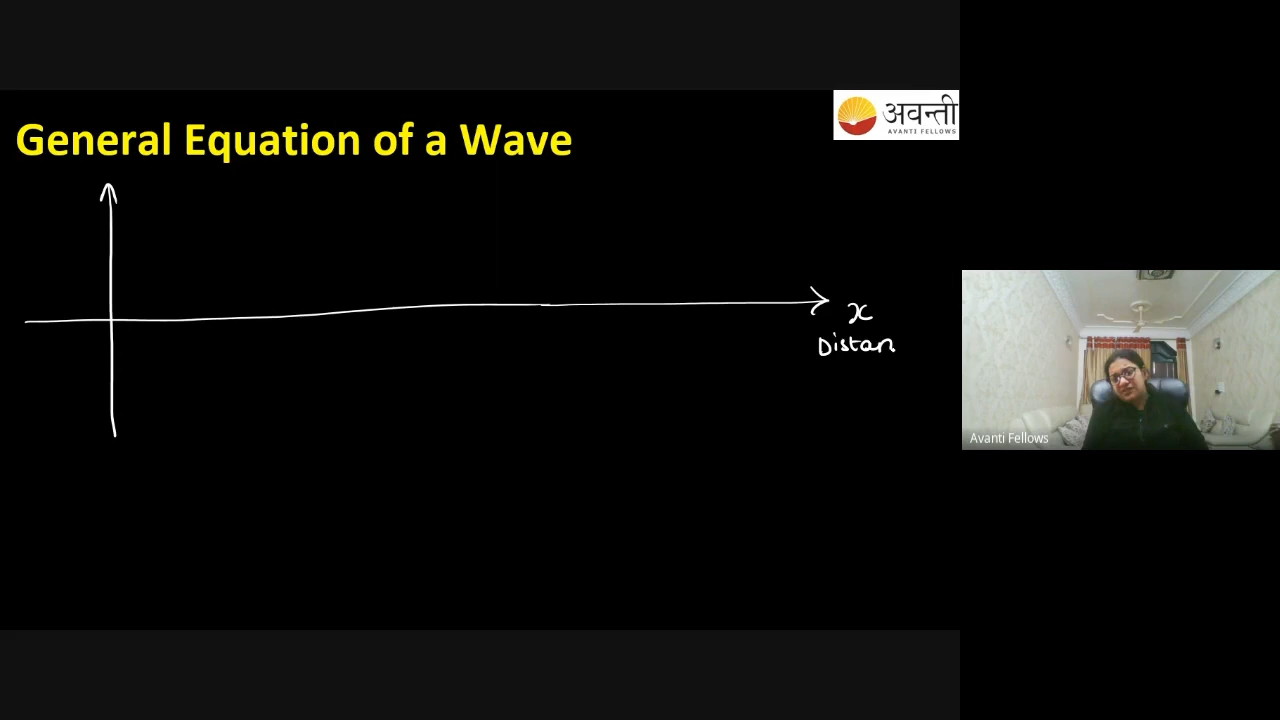 General Equation of a Wave
अवन्ती
AVANTI FELLOWS
x
Distan
Avanti Fellows